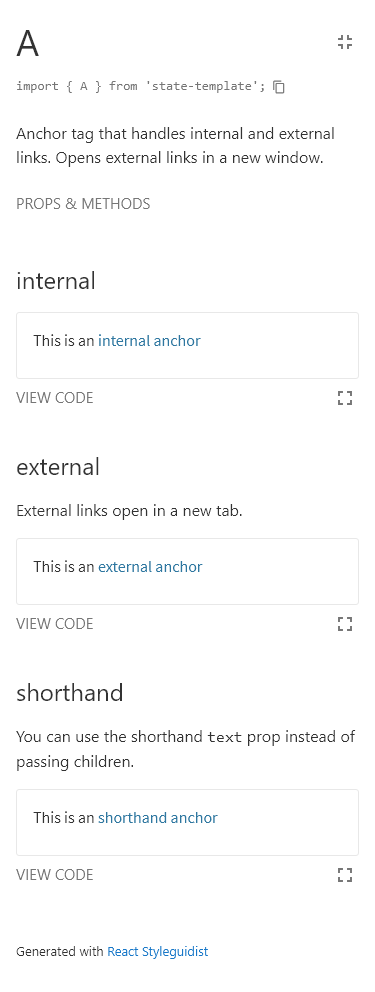 A
import { A } from 'state-template';
Anchor tag that handles internal and external
links. Opens external links in a new window.
PROPS & METHODS
internal
This is an internal anchor
VIEW CODE
external
External links open in a new tab.
This is an external anchor
VIEW CODE
shorthand
You can use the shorthand text prop instead of
passing children.
This is an shorthand anchor
VIEW CODE
Generated with React Styleguidist